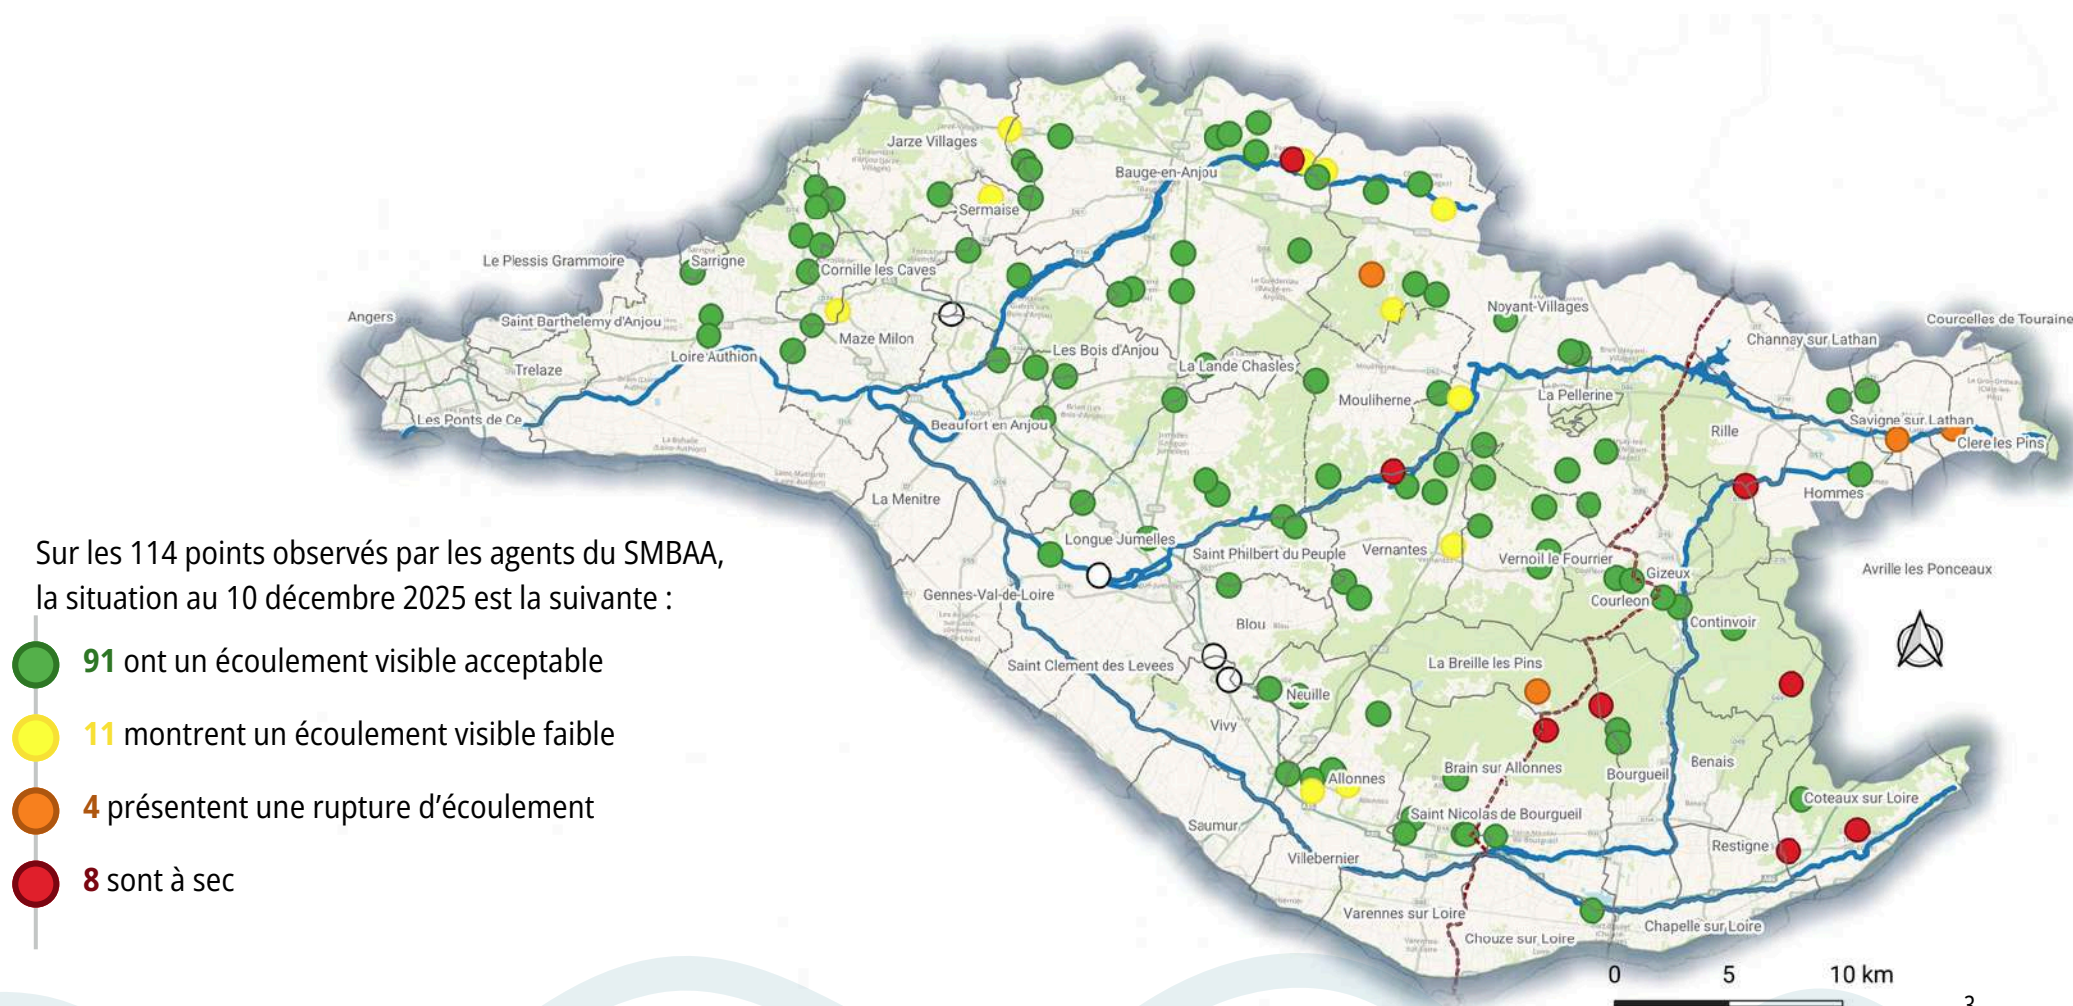 Jarze Villages
Bauge-en-Anjou
Sermaise
Le Plessis Grammoire
Sarrigne
Cornille les Caves
Noyant-Villages
Angers
Saint Barthelemy d'Anjou
Courcelles de Touraine
Maze Milon
Channay sur Lathan
Loire Authion
Les Bois d'Anjou
La Lande Chasles
Trelaze
Mouliherne
La Pellerine
Les Ponts de Ce
Beaufort en Anjou
Savigne sur Lathan
Rille
Clere les Pins
La Menitre
Hommes
Longue Jumelles
Saint Philbert du Peuple
Vernantes
Vernoil le Fourrier
Gizeux
Avrille les Ponceaux
Gennes-Val-de-Loire
Courleon
Blou
Continvoir
Saint Clement des Levees
La Breille les Pins
Neuille
Vivy
Brain sur Allonnes
Benais
Allonnes
Bourgueil
Coteaux sur Loire
Saint Nicolas de Bourgueil
Saumur
Restigne
Villebernier
Varennes sur Loire
Chapelle sur Loire
Chouze sur Loire
Sur les 114 points observés par les agents du SMBAA,
la situation au 10 décembre 2025 est la suivante :
91 ont un écoulement visible acceptable
11 montrent un écoulement visible faible
4 présentent une rupture d'écoulement
8 sont à sec
0 5 10 km
3